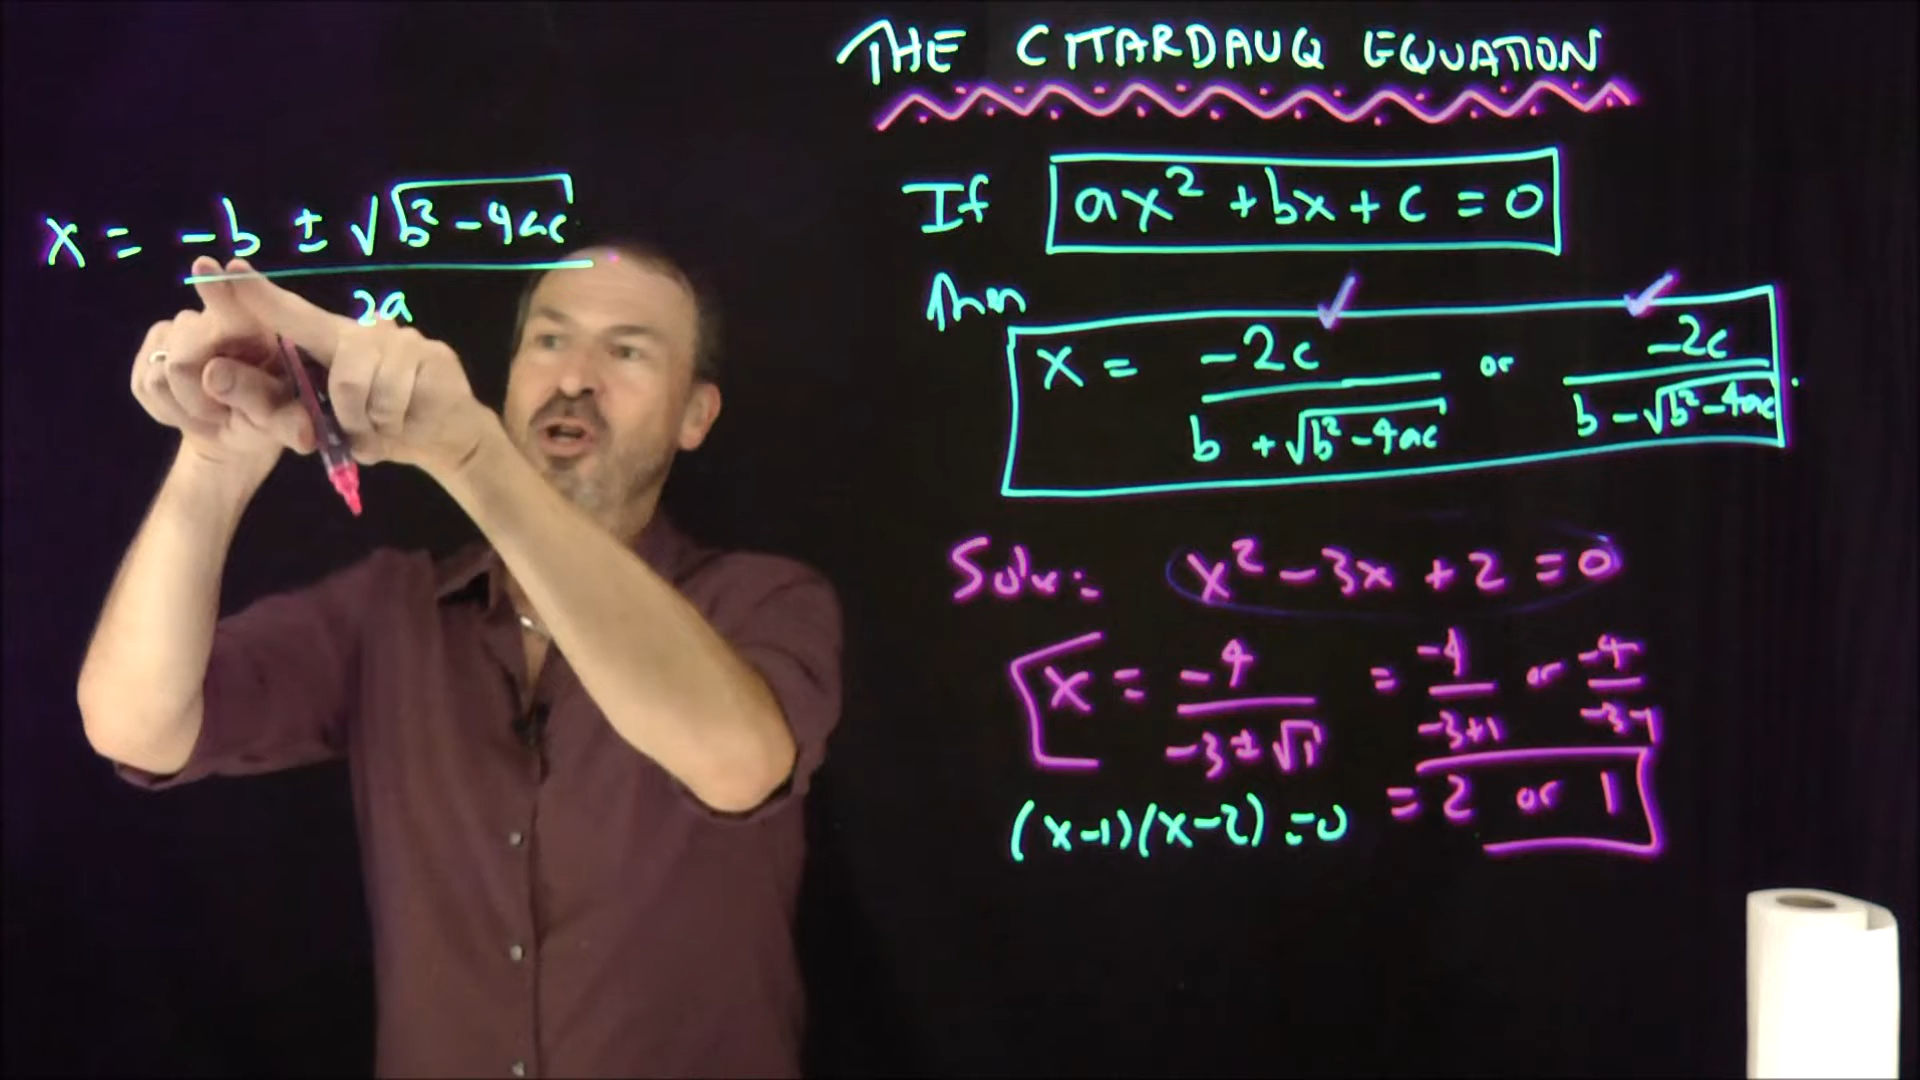 THE CITARDAUQ EQUATION
x = -b ± √(b² - 4ac) / 2a
If ax² + bx + c = 0
Then
x = -2c / (b + √(b² - 4ac)) or -2c / (b - √(b² - 4ac)).
Solve: x² - 3x + 2 = 0
x = -4 / (-3 ± √1) = -4 / (-3+1) or -4 / (-3-1)
= 2 or 1
(x-1)(x-2) = 0